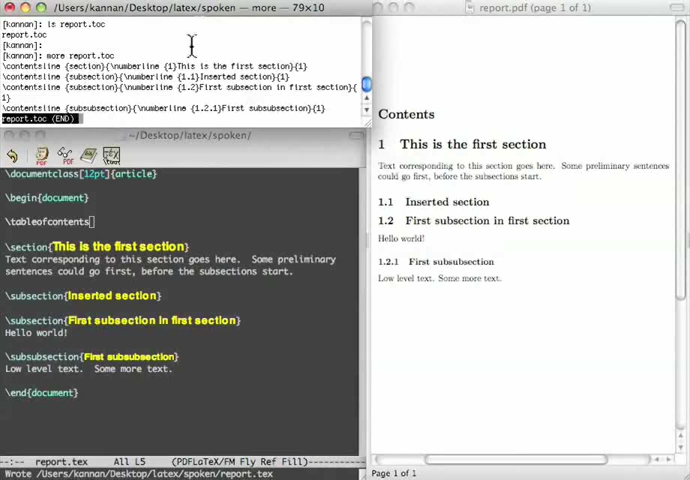 /Users/kannan/Desktop/latex/spoken — more — 79×10
[kannan]: ls report.toc
report.toc
[kannan]:
[kannan]: more report.toc
\contentsline {section}{\numberline {1}This is the first section}{1}
\contentsline {subsection}{\numberline {1.1}Inserted section}{1}
\contentsline {subsection}{\numberline {1.2}First subsection in first section}{
1}
\contentsline {subsubsection}{\numberline {1.2.1}First subsubsection}{1}
report.toc (END)
~/Desktop/latex/spoken/
\documentclass[12pt]{article}
\begin{document}
\tableofcontents
\section{This is the first section}
Text corresponding to this section goes here.  Some preliminary
sentences could go first, before the subsections start.
\subsection{Inserted section}
\subsection{First subsection in first section}
Hello world!
\subsubsection{First subsubsection}
Low level text.  Some more text.
\end{document}
--:-- report.tex All L5 (PDFLaTeX/FM Fly Ref Fill)
Wrote /Users/kannan/Desktop/latex/spoken/report.tex
report.pdf (page 1 of 1)
Contents
1 This is the first section
Text corresponding to this section goes here. Some preliminary sentences
could go first, before the subsections start.
1.1 Inserted section
1.2 First subsection in first section
Hello world!
1.2.1 First subsubsection
Low level text. Some more text.
Page 1 of 1